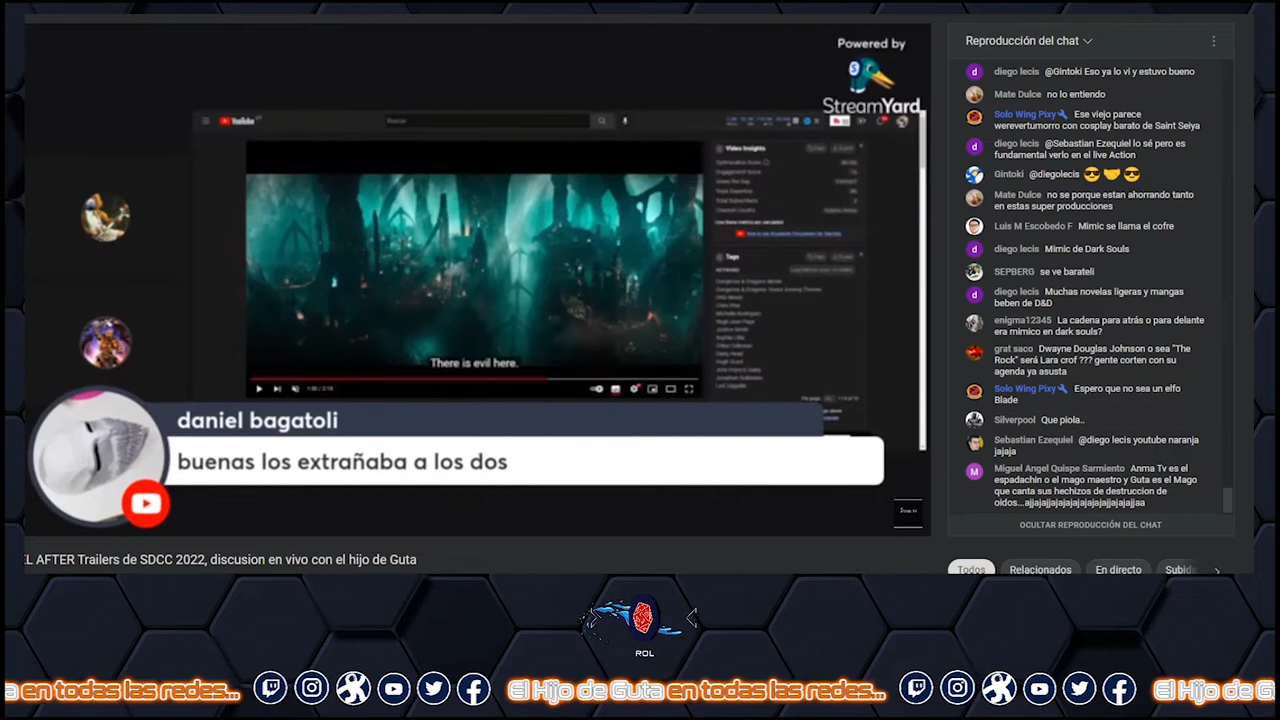 Powered by
StreamYard
YouTube
Buscar
Video Insights
Tags
There is evil here.
daniel bagatoli
buenas los extrañaba a los dos
EL AFTER Trailers de SDCC 2022, discusion en vivo con el hijo de Guta
Reproducción del chat
diego lecis @Gintoki Eso ya lo vi y estuvo bueno
Mate Dulce no lo entiendo
Solo Wing Pixy Ese viejo parece
werevertumorro con cosplay barato de Saint Seiya
diego lecis @Sebastian Ezequiel lo sé pero es
fundamental verlo en el live Action
Gintoki @diegolecis 😎🤝😎
Mate Dulce no se porque estan ahorrando tanto
en estas super producciones
Luis M Escobedo F Mimic se llama el cofre
diego lecis Mimic de Dark Souls
SEPBERG se ve barateli
diego lecis Muchas novelas ligeras y mangas
beben de D&D
enigma12345 La cadena para atrás o para delante
era mimico en dark souls?
grat saco Dwayne Douglas Johnson o sea "The
Rock" será Lara crof ??? gente corten con su
agenda ya asusta
Solo Wing Pixy Espero que no sea un elfo
Blade
Silverpool Que piola..
Sebastian Ezequiel @diego lecis youtube naranja
jajaja
Miguel Angel Quispe Sarmiento Anma Tv es el
espadachin o el mago maestro y Guta es el Mago
que canta sus hechizos de destruccion de
oidos...ajjajajjajajajajajajajjajajajjaa
OCULTAR REPRODUCCIÓN DEL CHAT
Todos Relacionados En directo Subid
ROL
a en todas las redes... El Hijo de Guta en todas las redes... El Hijo de G